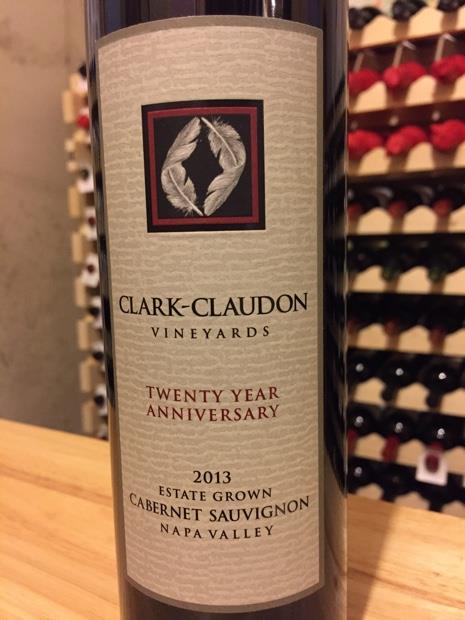 CLARK-CLAUDON
VINEYARDS
TWENTY YEAR
ANNIVERSARY
2013
ESTATE GROWN
CABERNET SAUVIGNON
NAPA VALLEY